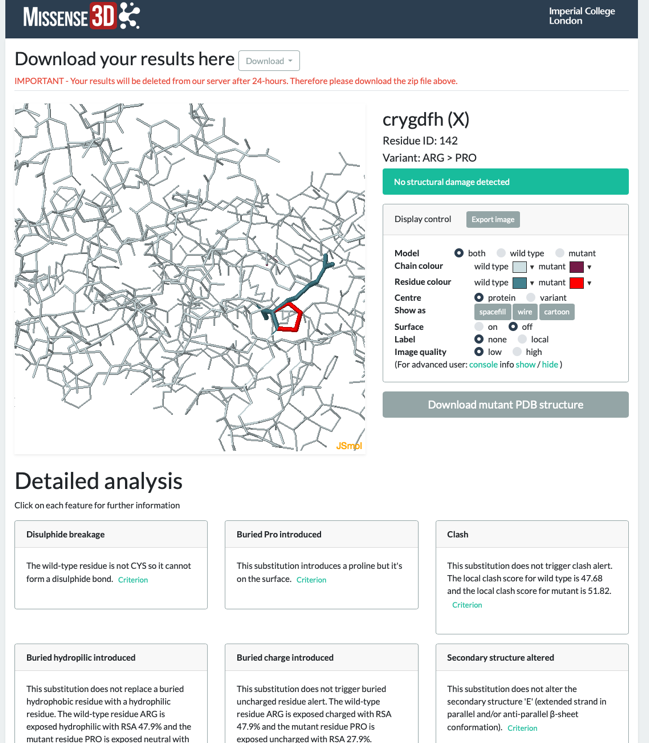 MISSENSE 3D
Imperial College
London
Download your results here Download
IMPORTANT - Your results will be deleted from our server after 24-hours. Therefore please download the zip file above.
crygdfh (X)
Residue ID: 142
Variant: ARG > PRO
No structural damage detected
Display control Export image
Model both wild type mutant
Chain colour wild type mutant
Residue colour wild type mutant
Centre protein variant
Show as spacefill wire cartoon
Surface on off
Label none local
Image quality low high
(For advanced user: console info show / hide )
Download mutant PDB structure
JSmol
Detailed analysis
Click on each feature for further information
Disulphide breakage
The wild-type residue is not CYS so it cannot
form a disulphide bond. Criterion
Buried Pro introduced
This substitution introduces a proline but it's
on the surface. Criterion
Clash
This substitution does not trigger clash alert.
The local clash score for wild type is 47.68
and the local clash score for mutant is 51.82.
Criterion
Buried hydropilic introduced
This substitution does not replace a buried
hydrophobic residue with a hydrophilic
residue. The wild-type residue ARG is
exposed hydrophilic with RSA 47.9% and the
mutant residue PRO is exposed neutral with
Buried charge introduced
This substitution does not trigger buried
uncharged residue alert. The wild-type
residue ARG is exposed charged with RSA
47.9% and the mutant residue PRO is
exposed uncharged with RSA 27.9%.
Secondary structure altered
This substitution does not alter the
secondary structure 'E' (extended strand in
parallel and/or anti-parallel β-sheet
conformation). Criterion